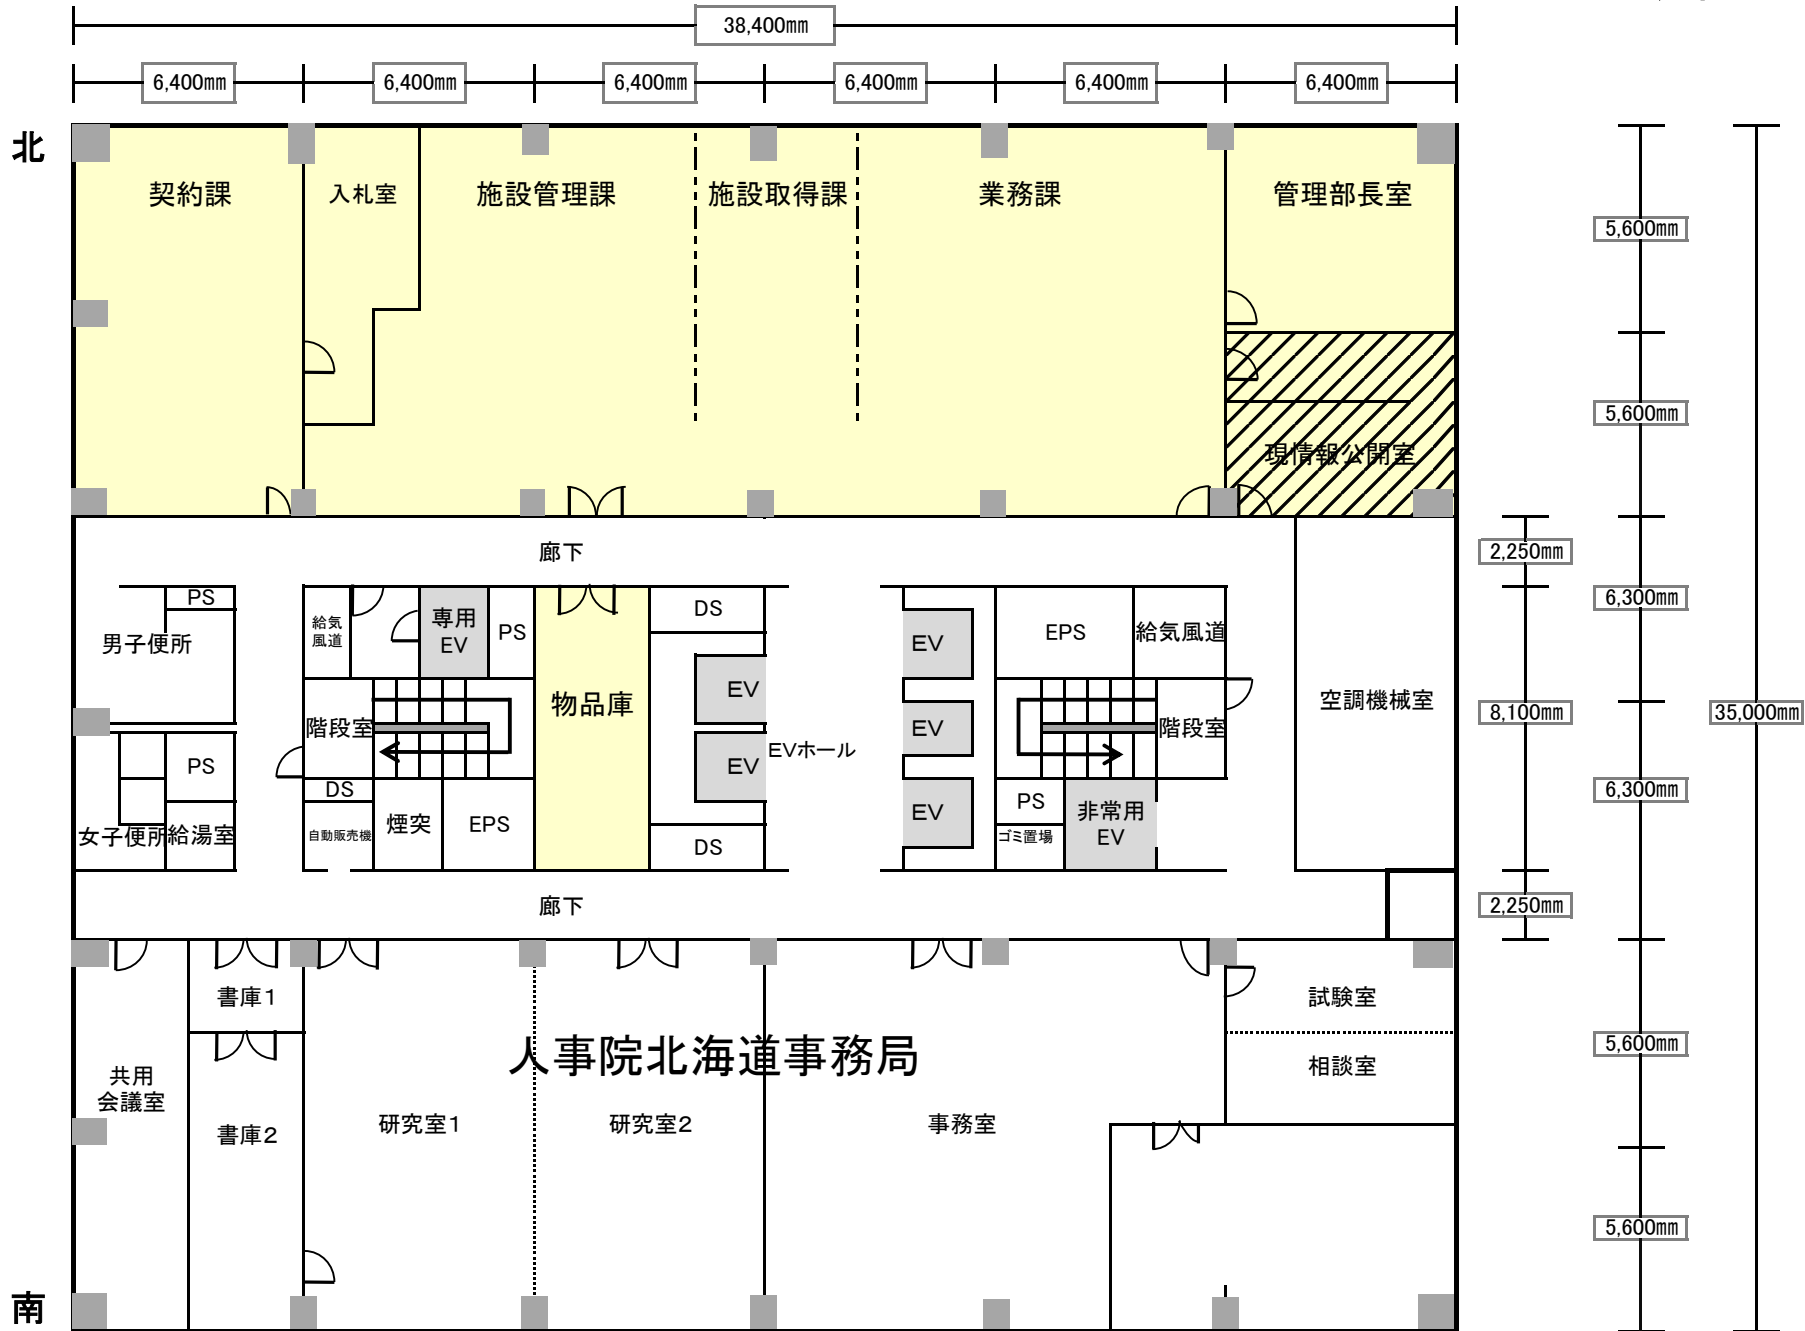 38,400㎜
6,400㎜ 6,400㎜ 6,400㎜ 6,400㎜ 6,400㎜ 6,400㎜
北
契約課 入札室 施設管理課 施設取得課 業務課 管理部長室
5,600㎜
5,600㎜
現情報公開室
廊下
2,250㎜
PS
6,300㎜
給気
風道
専用
EV
PS
DS
EV
EPS
給気風道
男子便所
EV
物品庫
空調機械室
8,100㎜
35,000㎜
階段室
EV
階段室
EVホール
PS
EV
DS
6,300㎜
PS
非常用
EV
EV
女子便所
給湯室
自動販売機
煙突
EPS
ゴミ置場
DS
廊下
2,250㎜
書庫1
試験室
人事院北海道事務局
5,600㎜
共用
会議室
相談室
書庫2
研究室1
研究室2
事務室
5,600㎜
南